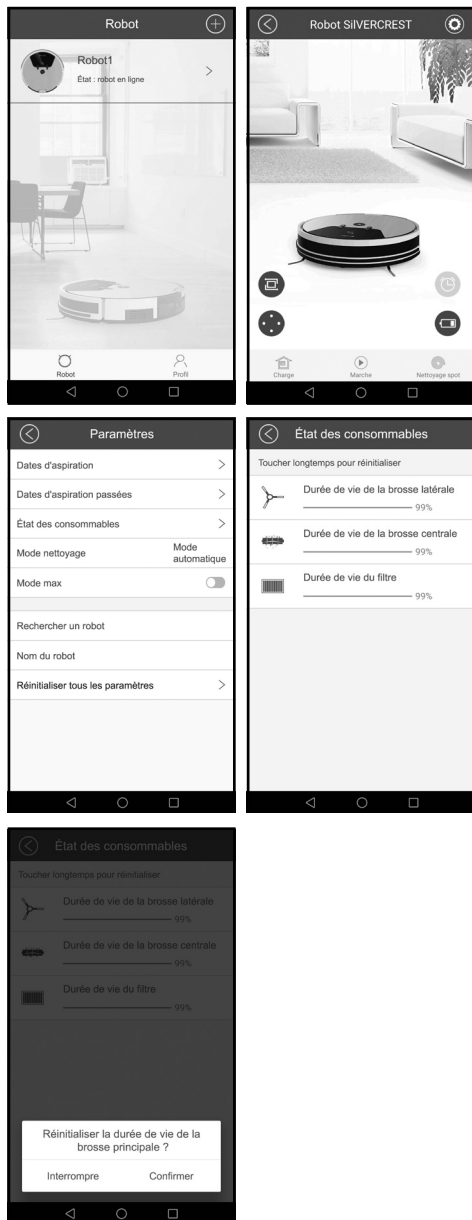 Robot
Robot1
État : robot en ligne
Robot
Profil
Robot SilVERCREST
Charge
Marche
Nettoyage spot
Paramètres
Dates d'aspiration
Dates d'aspiration passées
État des consommables
Mode nettoyage
Mode
automatique
Mode max
Rechercher un robot
Nom du robot
Réinitialiser tous les paramètres
État des consommables
Toucher longtemps pour réinitialiser
Durée de vie de la brosse latérale
99%
Durée de vie de la brosse centrale
99%
Durée de vie du filtre
99%
État des consommables
Toucher longtemps pour réinitialiser
Durée de vie de la brosse latérale
99%
Durée de vie de la brosse centrale
99%
Durée de vie du filtre
99%
Réinitialiser la durée de vie de la
brosse principale ?
Interrompre
Confirmer